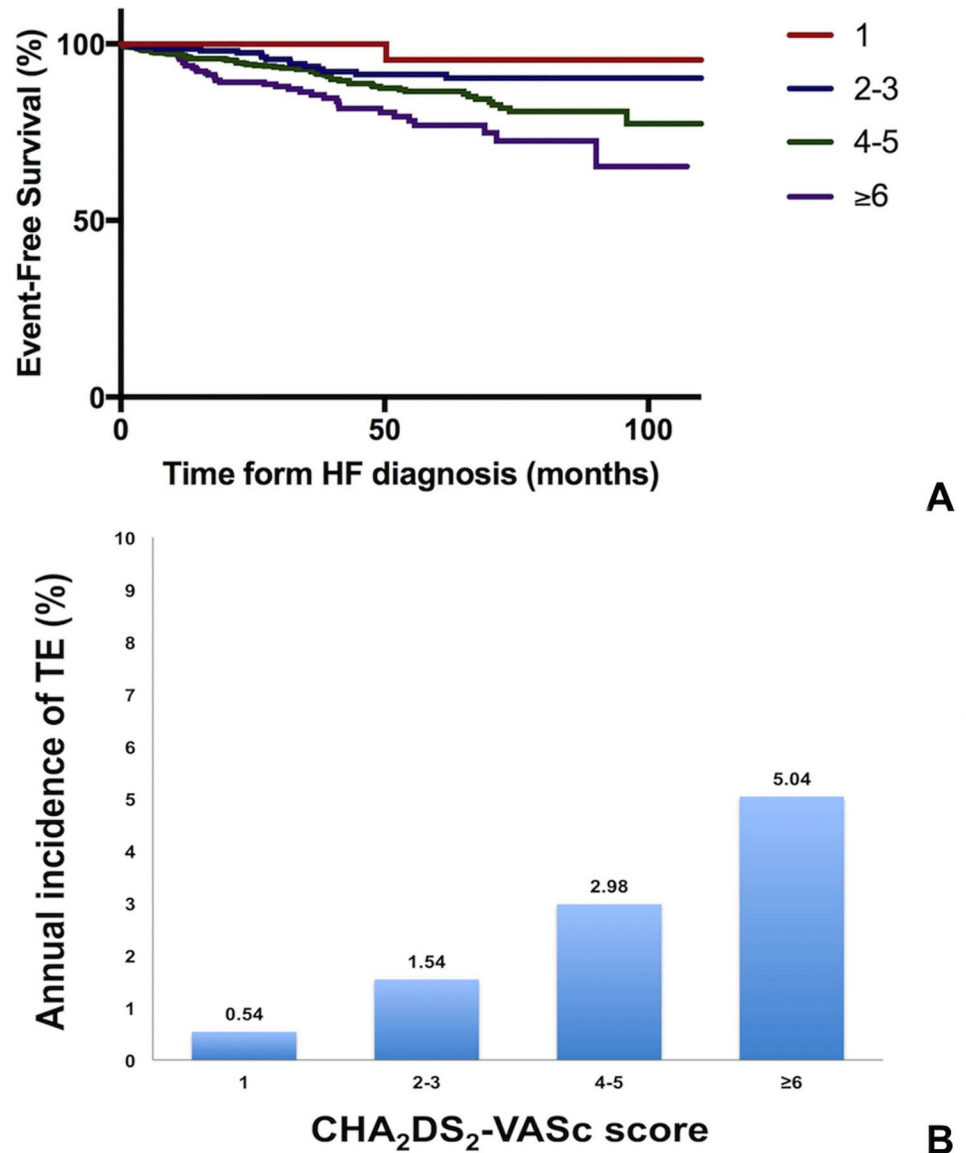 Event-Free Survival (%)
100
50
0
0 50 100
Time form HF diagnosis (months)
1
2-3
4-5
≥6
A
Annual incidence of TE (%)
10
9
8
7
6
5
4
3
2
1
0
0.54
1.54
2.98
5.04
1 2-3 4-5 ≥6
CHA₂DS₂-VASc score
B